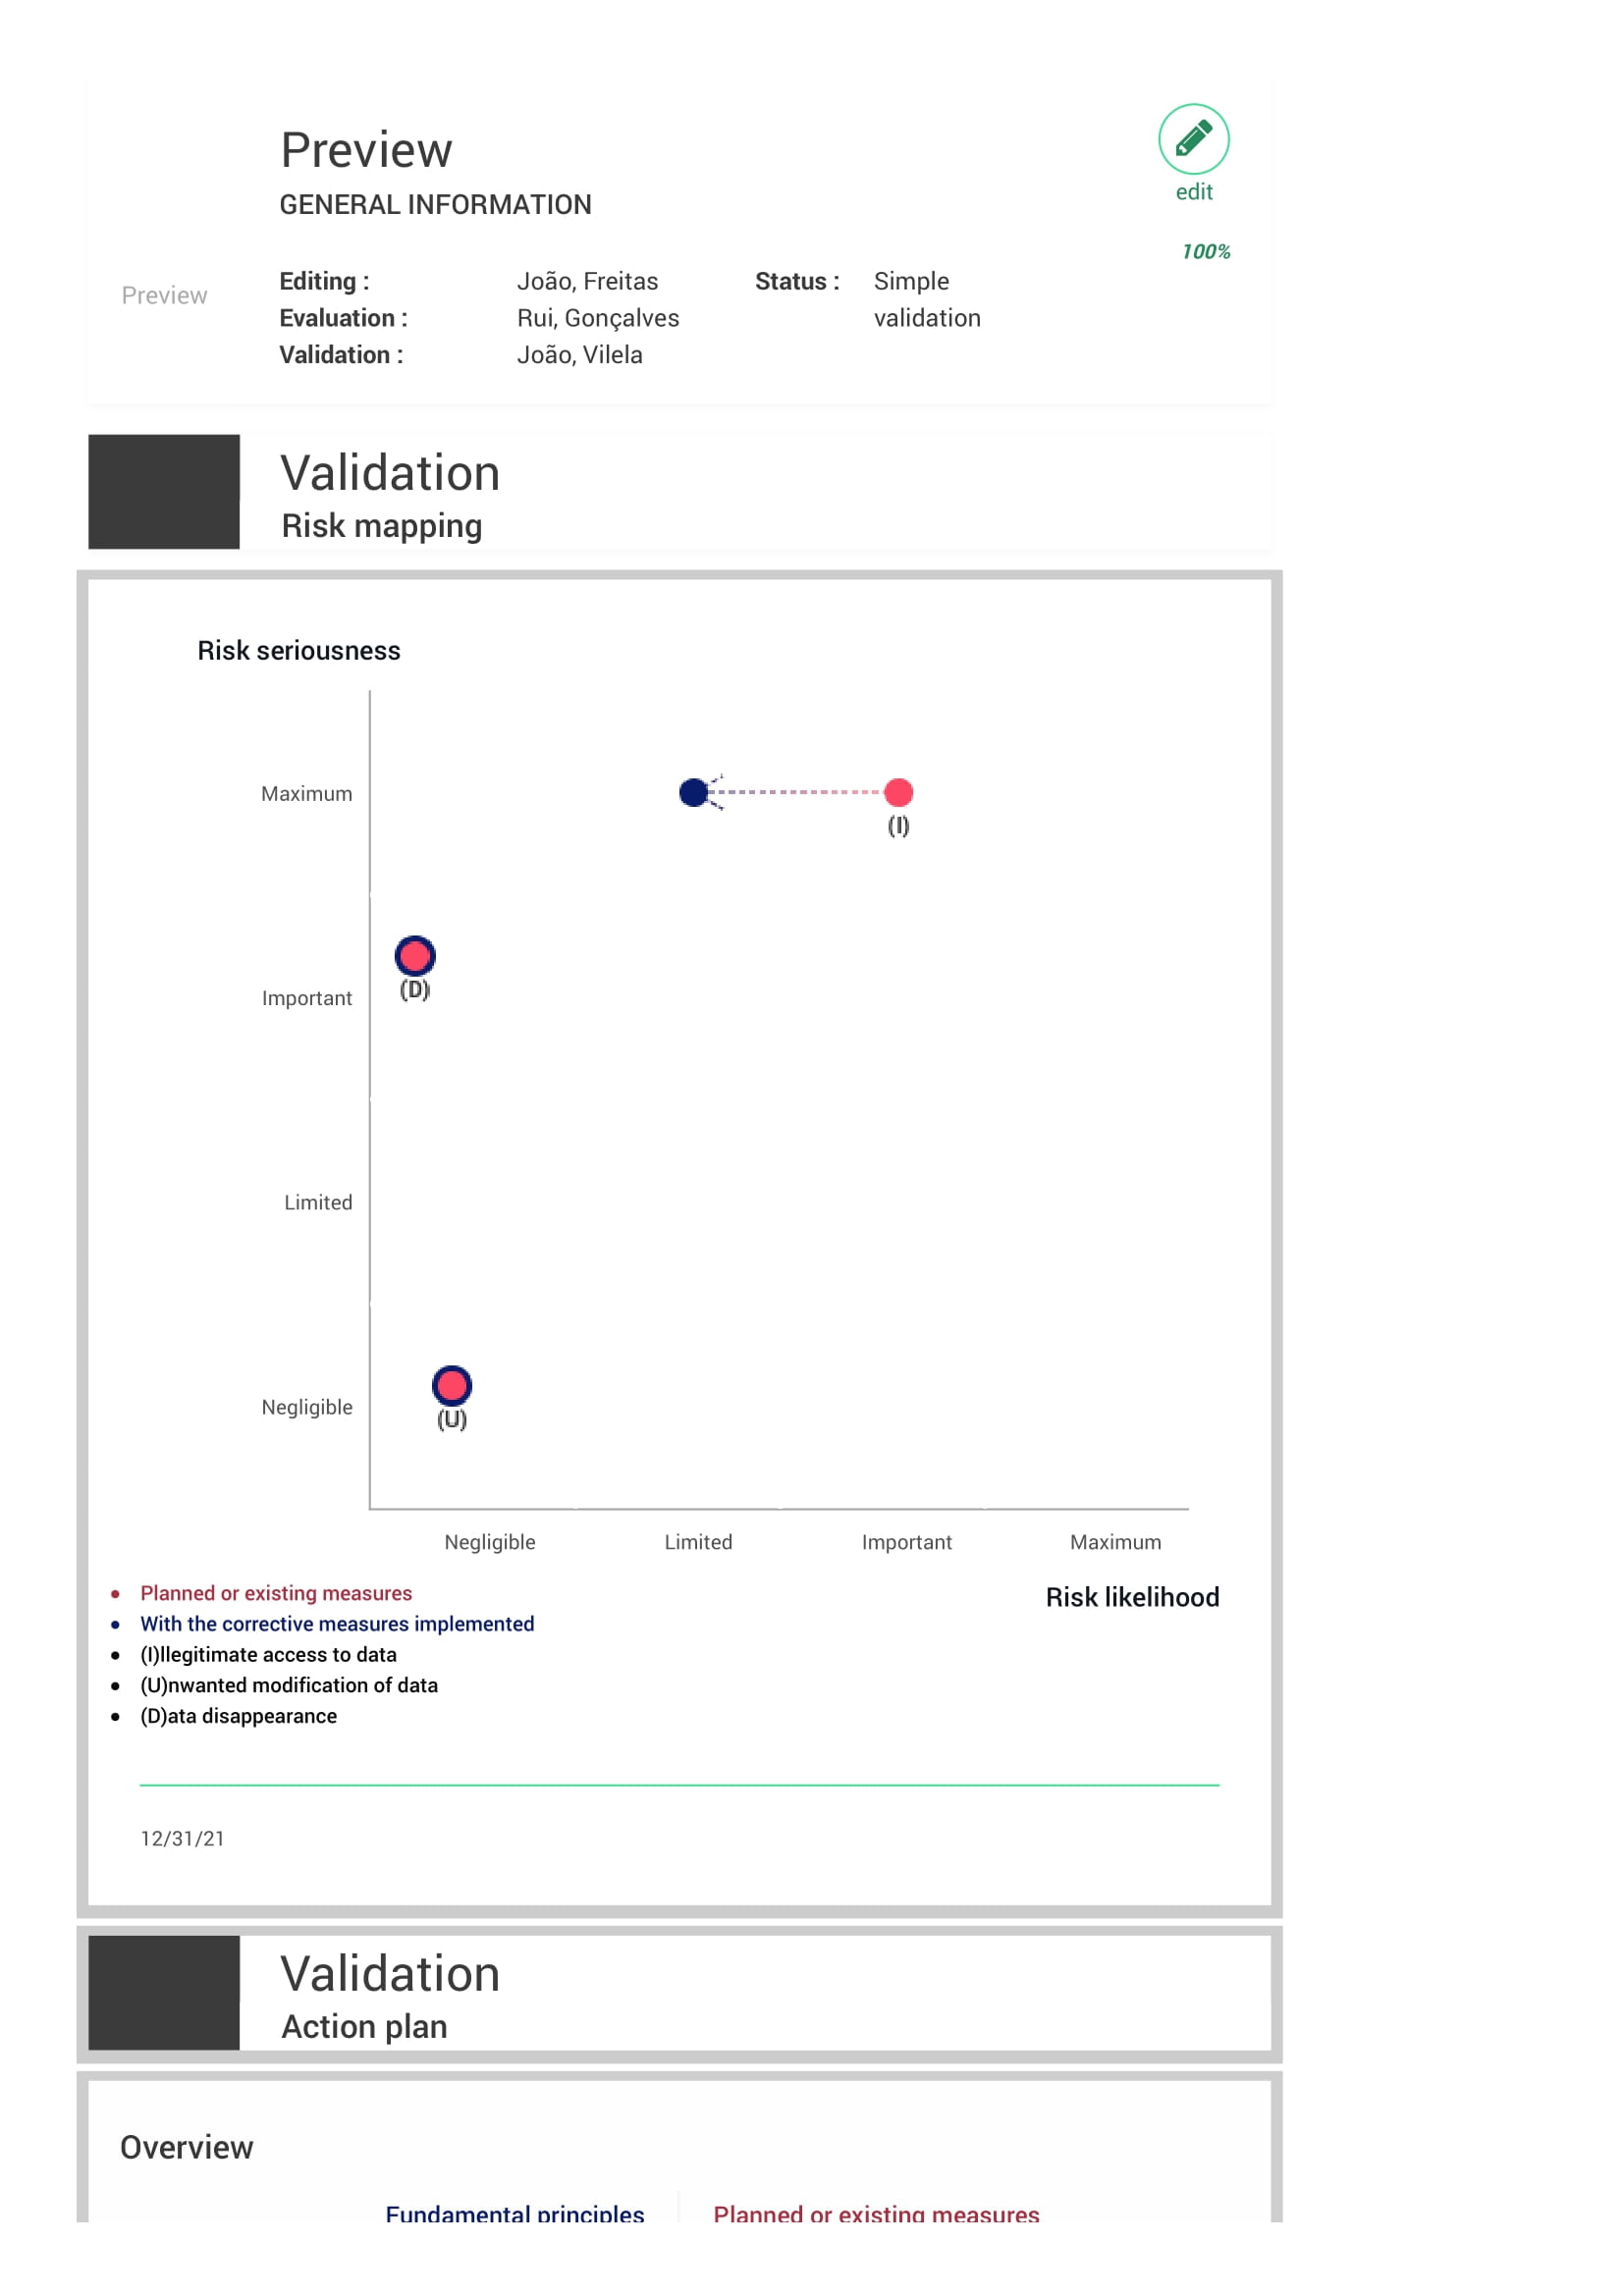 Preview
GENERAL INFORMATION
edit
100%
Preview
Editing : João, Freitas Status : Simple
Evaluation : Rui, Gonçalves validation
Validation : João, Vilela
Validation
Risk mapping
Risk seriousness
Maximum
(I)
Important
(D)
Limited
Negligible
(U)
Negligible Limited Important Maximum
Risk likelihood
Planned or existing measures
With the corrective measures implemented
(I)llegitimate access to data
(U)nwanted modification of data
(D)ata disappearance
12/31/21
Validation
Action plan
Overview
Fundamental principles Planned or existing measures